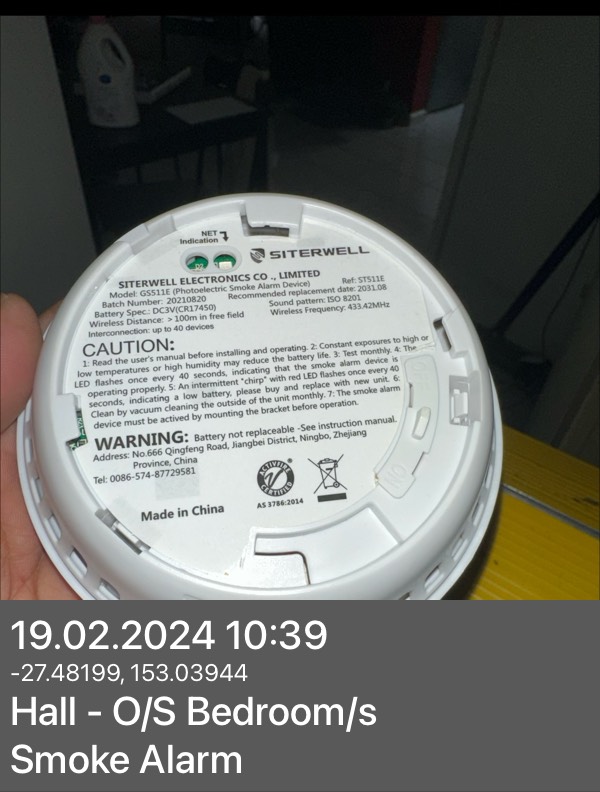 NET
Indication
SITERWELL
SITERWELL ELECTRONICS CO ., LIMITED
Model: GS511E (Photoelectric Smoke Alarm Device) Ref: ST511E
Batch Number: 20210820 Recommended replacement date: 2031.08
Battery Spec.: DC3V(CR17450) Sound pattern: ISO 8201
Wireless Distance: > 100m in free field Wireless Frequency: 433.42MHz
Interconnection: up to 40 devices
CAUTION:
1: Read the user's manual before installing and operating. 2: Constant exposures to high or
low temperatures or high humidity may reduce the battery life. 3: Test monthly. 4: The
LED flashes once every 40 seconds, indicating that the smoke alarm device is
operating properly. 5: An intermittent "chirp" with red LED flashes once every 40
seconds, indicating a low battery, please buy and replace with new unit. 6:
Clean by vacuum cleaning the outside of the unit monthly. 7: The smoke alarm
device must be actived by mounting the bracket before operation.
WARNING: Battery not replaceable -See instruction manual.
Address: No.666 Qingfeng Road, Jiangbei District, Ningbo, Zhejiang
Province, China
Tel: 0086-574-87729581
ACTIVFIRE
CERTIFIED
AS 3786:2014
Made in China
19.02.2024 10:39
-27.48199, 153.03944
Hall - O/S Bedroom/s
Smoke Alarm